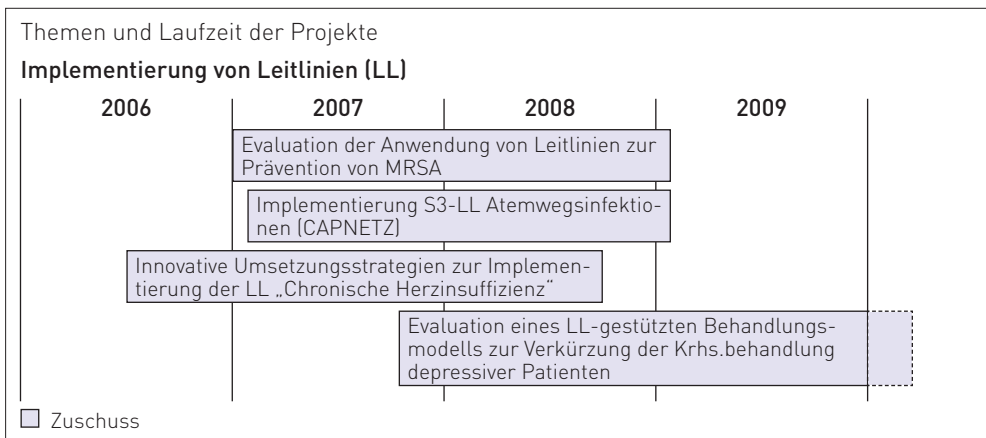 Themen und Laufzeit der Projekte
Implementierung von Leitlinien (LL)
2006 2007 2008 2009
Evaluation der Anwendung von Leitlinien zur
Prävention von MRSA
Implementierung S3-LL Atemwegsinfektio-
nen (CAPNETZ)
Innovative Umsetzungsstrategien zur Implemen-
tierung der LL „Chronische Herzinsuffizienz“
Evaluation eines LL-gestützten Behandlungs-
modells zur Verkürzung der Krhs.behandlung
depressiver Patienten
Zuschuss